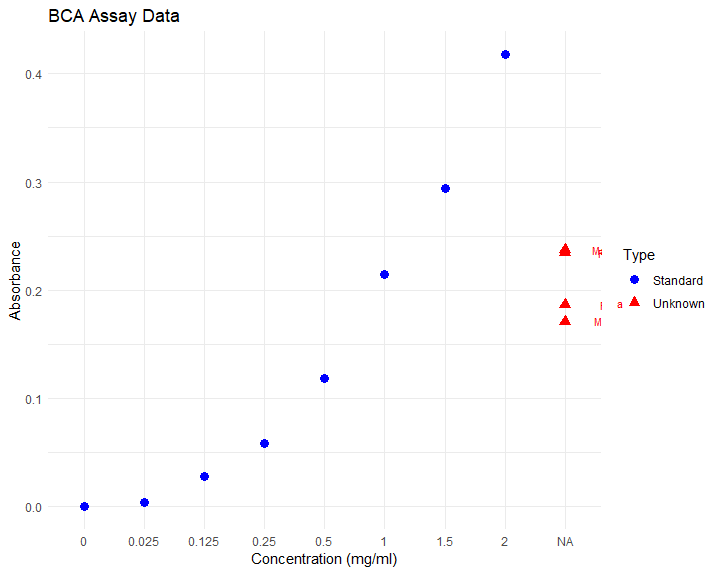 BCA Assay Data
Absorbance
0.4
0.3
0.2
0.1
0.0
0 0.025 0.125 0.25 0.5 1 1.5 2 NA
Concentration (mg/ml)
Type
Standard
Unknown
M
a